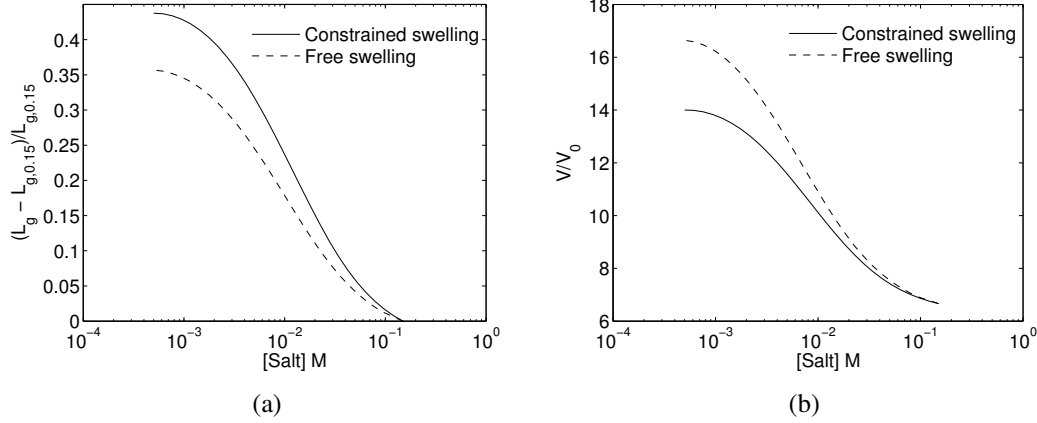 0.4
0.35
0.3
0.25
0.2
0.15
0.1
0.05
0
(L_g − L_{g,0.15})/L_{g,0.15}
Constrained swelling
Free swelling
10^{−4} 10^{−3} 10^{−2} 10^{−1} 10^0
[Salt] M
(a)
18
16
14
12
10
8
6
V/V_0
Constrained swelling
Free swelling
10^{−4} 10^{−3} 10^{−2} 10^{−1} 10^0
[Salt] M
(b)